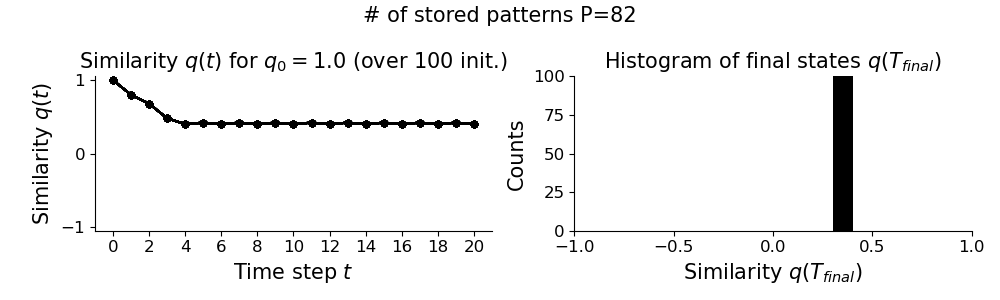 # of stored patterns P=82
Similarity q(t) for q₀ = 1.0 (over 100 init.)
1
0
−1
Similarity q(t)
0 2 4 6 8 10 12 14 16 18 20
Time step t
Histogram of final states q(T_final)
100
75
50
25
0
Counts
−1.0 −0.5 0.0 0.5 1.0
Similarity q(T_final)